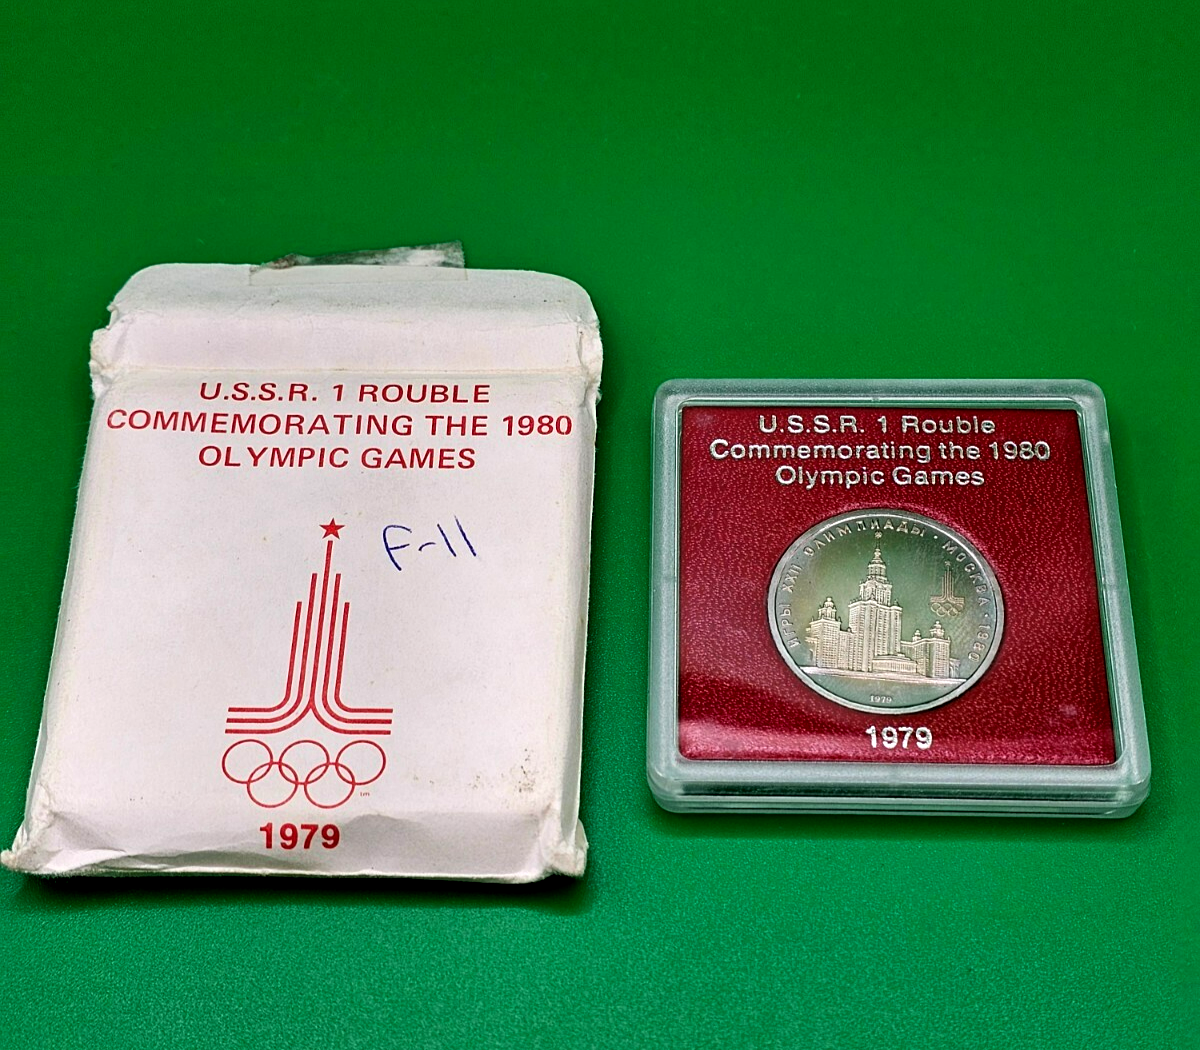 U.S.S.R. 1 ROUBLE
COMMEMORATING THE 1980
OLYMPIC GAMES
F-11
TM
1979
U.S.S.R. 1 Rouble
Commemorating the 1980
Olympic Games
ИГРЫ XXII ОЛИМПИАДЫ • МОСКВА • 1980
1979
1979